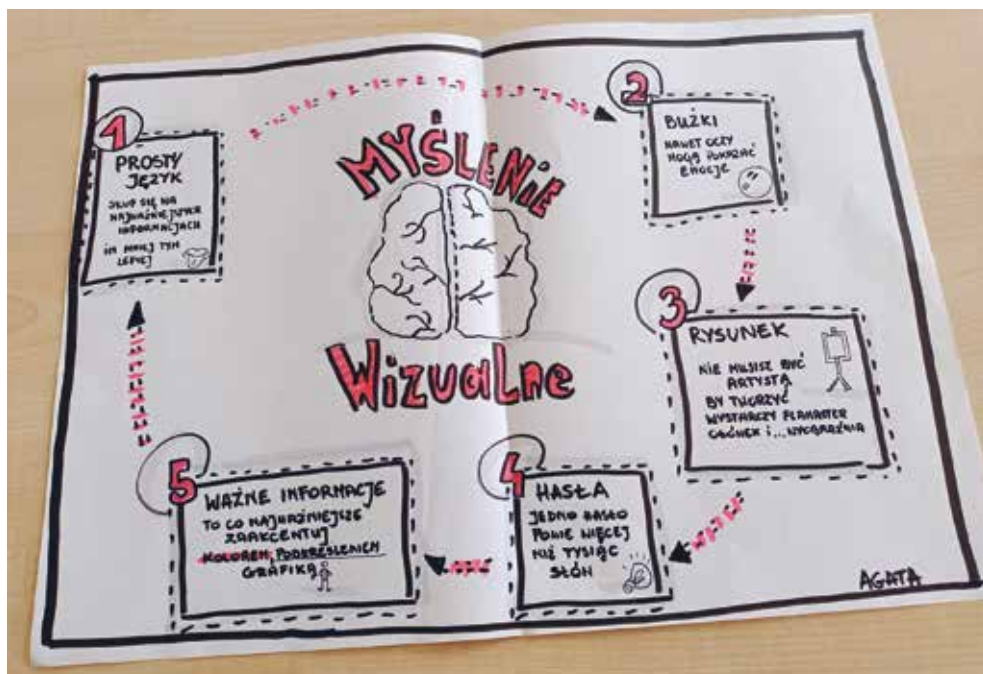 MYŚLENIE
Wizualne
1
PROSTY
JĘZYK
SKUP SIĘ NA
NAJWAŻNIEJSZYCH
INFORMACJACH
IM MNIEJ TYM
LEPIEJ
2
BUŹKI
NAWET OCZY
MOGĄ POKAZAĆ
EMOCJE
3
RYSUNEK
NIE MUSISZ BYĆ
ARTYSTĄ
BY TWORZYĆ
WYSTARCZY FLAMASTER
OŁÓWEK i ... WYOBRAŹNIA
4
HASŁA
JEDNO HASŁO
POWIE WIĘCEJ
NIŻ TYSIĄC
SŁÓW
5
WAŻNE INFORMACJE
TO CO NAJWAŻNIEJSZE
ZAAKCENTUJ
KOLOREM, PODKREŚLENIEM
GRAFIKĄ
AGATA